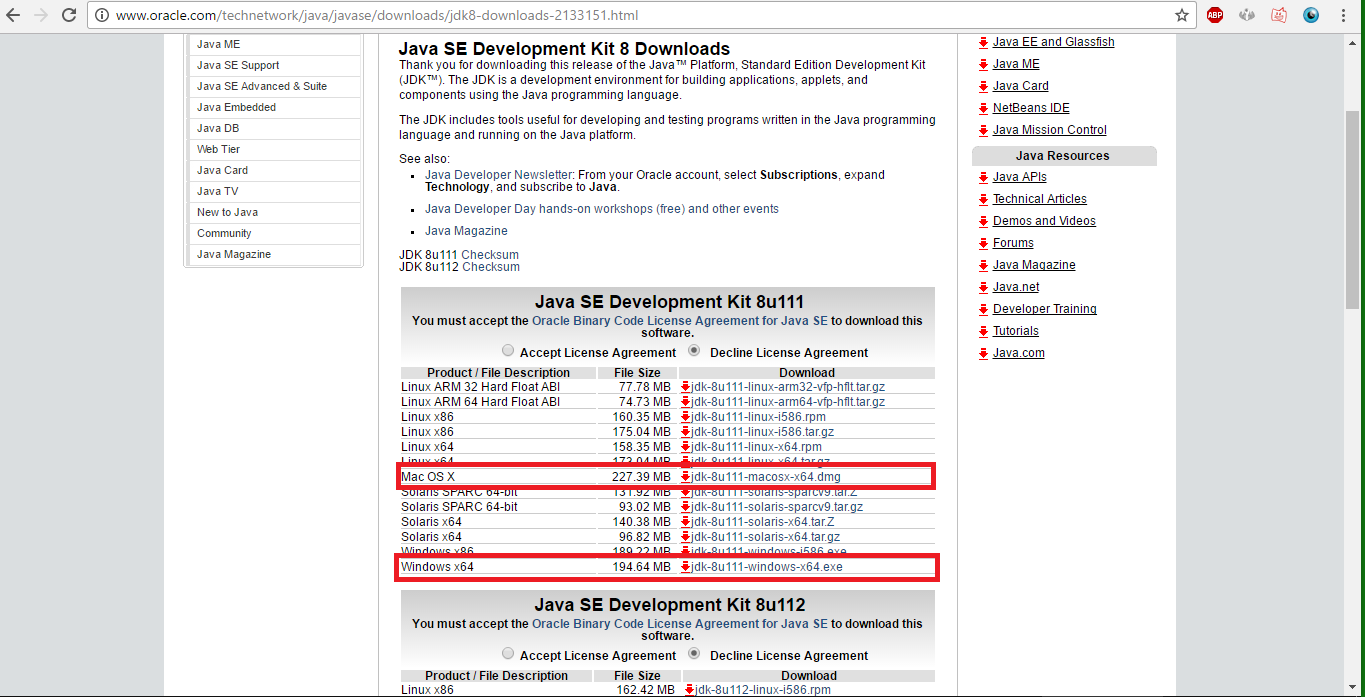 www.oracle.com/technetwork/java/javase/downloads/jdk8-downloads-2133151.html
ABP
Java ME
Java SE Support
Java SE Advanced & Suite
Java Embedded
Java DB
Web Tier
Java Card
Java TV
New to Java
Community
Java Magazine
Java SE Development Kit 8 Downloads
Thank you for downloading this release of the Java™ Platform, Standard Edition Development Kit
(JDK™). The JDK is a development environment for building applications, applets, and
components using the Java programming language.
The JDK includes tools useful for developing and testing programs written in the Java programming
language and running on the Java platform.
See also:
Java Developer Newsletter: From your Oracle account, select Subscriptions, expand
Technology, and subscribe to Java.
Java Developer Day hands-on workshops (free) and other events
Java Magazine
JDK 8u111 Checksum
JDK 8u112 Checksum
Java SE Development Kit 8u111
You must accept the Oracle Binary Code License Agreement for Java SE to download this
software.
Accept License Agreement Decline License Agreement
Product / File Description File Size Download
Linux ARM 32 Hard Float ABI 77.78 MB jdk-8u111-linux-arm32-vfp-hflt.tar.gz
Linux ARM 64 Hard Float ABI 74.73 MB jdk-8u111-linux-arm64-vfp-hflt.tar.gz
Linux x86 160.35 MB jdk-8u111-linux-i586.rpm
Linux x86 175.04 MB jdk-8u111-linux-i586.tar.gz
Linux x64 158.35 MB jdk-8u111-linux-x64.rpm
Linux x64 173.04 MB jdk-8u111-linux-x64.tar.gz
Mac OS X 227.39 MB jdk-8u111-macosx-x64.dmg
Solaris SPARC 64-bit 131.92 MB jdk-8u111-solaris-sparcv9.tar.Z
Solaris SPARC 64-bit 93.02 MB jdk-8u111-solaris-sparcv9.tar.gz
Solaris x64 140.38 MB jdk-8u111-solaris-x64.tar.Z
Solaris x64 96.82 MB jdk-8u111-solaris-x64.tar.gz
Windows x86 189.22 MB jdk-8u111-windows-i586.exe
Windows x64 194.64 MB jdk-8u111-windows-x64.exe
Java SE Development Kit 8u112
You must accept the Oracle Binary Code License Agreement for Java SE to download this
software.
Accept License Agreement Decline License Agreement
Product / File Description File Size Download
Linux x86 162.42 MB jdk-8u112-linux-i586.rpm
Java EE and Glassfish
Java ME
Java Card
NetBeans IDE
Java Mission Control
Java Resources
Java APIs
Technical Articles
Demos and Videos
Forums
Java Magazine
Java.net
Developer Training
Tutorials
Java.com